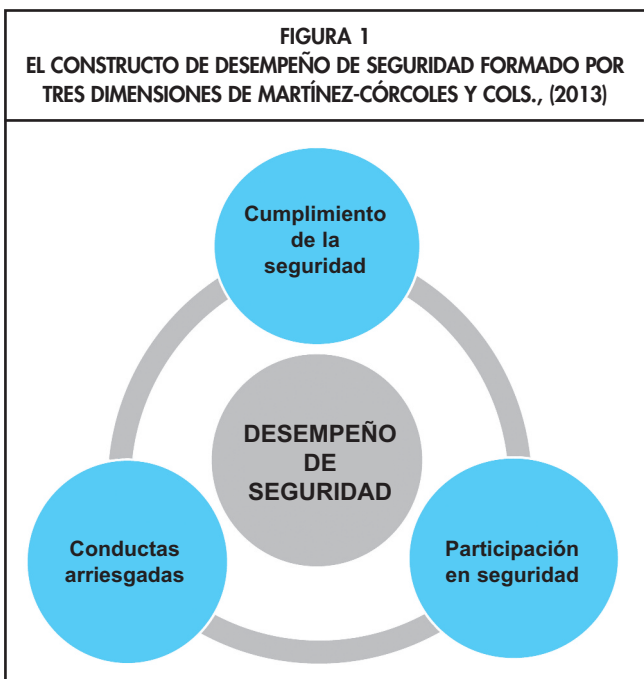 FIGURA 1
EL CONSTRUCTO DE DESEMPEÑO DE SEGURIDAD FORMADO POR
TRES DIMENSIONES DE MARTÍNEZ-CÓRCOLES Y COLS., (2013)
Cumplimiento
de la
seguridad
DESEMPEÑO
DE
SEGURIDAD
Conductas
arriesgadas
Participación
en seguridad